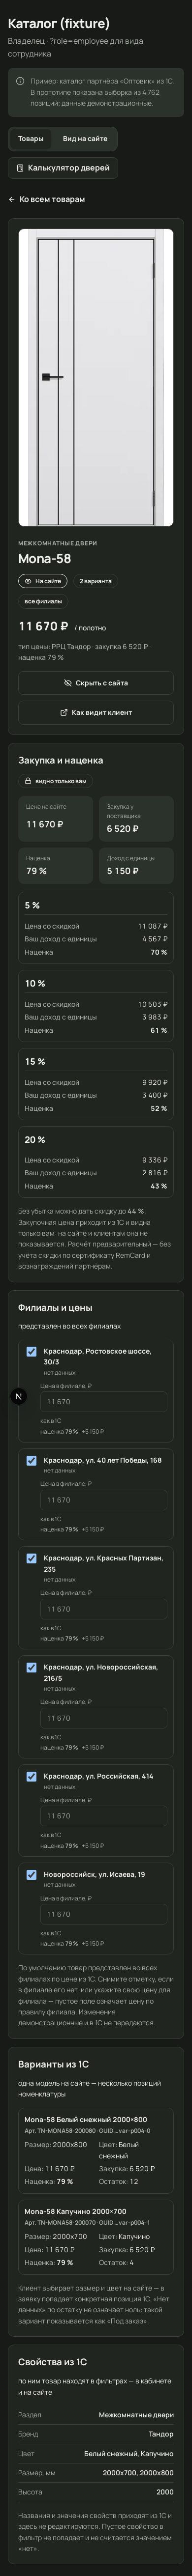 Каталог (fixture)
Владелец · ?role=employee для вида
сотрудника
Пример: каталог партнёра «Оптовик» из 1С.
В прототипе показана выборка из 4 762
позиций, данные демонстрационные.
Товары
Вид на сайте
Калькулятор дверей
← Ко всем товарам
МЕЖКОМНАТНЫЕ ДВЕРИ
Mona-58
На сайте
2 варианта
все филиалы
11 670 ₽ / полотно
тип цены: РРЦ Тандор · закупка 6 520 ₽ ·
наценка 79 %
Скрыть с сайта
Как видит клиент
Закупка и наценка
видно только вам
Цена на сайте
11 670 ₽
Закупка у
поставщика
6 520 ₽
Наценка
79 %
Доход с единицы
5 150 ₽
5 %
Цена со скидкой 11 087 ₽
Ваш доход с единицы 4 567 ₽
Наценка 70 %
10 %
Цена со скидкой 10 503 ₽
Ваш доход с единицы 3 983 ₽
Наценка 61 %
15 %
Цена со скидкой 9 920 ₽
Ваш доход с единицы 3 400 ₽
Наценка 52 %
20 %
Цена со скидкой 9 336 ₽
Ваш доход с единицы 2 816 ₽
Наценка 43 %
Без убытка можно дать скидку до 44 %.
Закупочная цена приходит из 1С и видна
только вам: на сайте и клиентам она не
показывается. Расчёт предварительный — без
учёта скидки по сертификату RemCard и
вознаграждений партнёрам.
Филиалы и цены
представлен во всех филиалах
Краснодар, Ростовское шоссе,
30/3
нет данных
Цена в филиале, ₽
11 670
как в 1С
наценка 79 % · +5 150 ₽
Краснодар, ул. 40 лет Победы, 168
нет данных
Цена в филиале, ₽
11 670
как в 1С
наценка 79 % · +5 150 ₽
Краснодар, ул. Красных Партизан,
235
нет данных
Цена в филиале, ₽
11 670
как в 1С
наценка 79 % · +5 150 ₽
Краснодар, ул. Новороссийская,
216/5
нет данных
Цена в филиале, ₽
11 670
как в 1С
наценка 79 % · +5 150 ₽
Краснодар, ул. Российская, 414
нет данных
Цена в филиале, ₽
11 670
как в 1С
наценка 79 % · +5 150 ₽
Новороссийск, ул. Исаева, 19
нет данных
Цена в филиале, ₽
11 670
как в 1С
наценка 79 % · +5 150 ₽
По умолчанию товар представлен во всех
филиалах по цене из 1С. Снимите отметку, если
в филиале его нет, или укажите свою цену для
филиала — пустое поле означает цену по
правилу филиала. Изменения
демонстрационные и в 1С не передаются.
Варианты из 1С
одна модель на сайте — несколько позиций
номенклатуры
Mona-58 Белый снежный 2000×800
Арт. TN-MONA58-200080 · GUID …var-p004-0
Размер: 2000x800 Цвет: Белый
снежный
Цена: 11 670 ₽ Закупка: 6 520 ₽
Наценка: 79 % Остаток: 12
Mona-58 Капучино 2000×700
Арт. TN-MONA58-200070 · GUID …var-p004-1
Размер: 2000x700 Цвет: Капучино
Цена: 11 670 ₽ Закупка: 6 520 ₽
Наценка: 79 % Остаток: 4
Клиент выбирает размер и цвет на сайте — в
заявку попадает конкретная позиция 1С. «Нет
данных» по остатку не означает ноль: такой
вариант показывается как «Под заказ».
Свойства из 1С
по ним товар находят в фильтрах — в кабинете
и на сайте
Раздел Межкомнатные двери
Бренд Тандор
Цвет Белый снежный, Капучино
Размер, мм 2000x700, 2000x800
Высота 2000
Названия и значения свойств приходят из 1С и
здесь не редактируются. Пустое свойство в
фильтр не попадает и не считается значением
«нет».